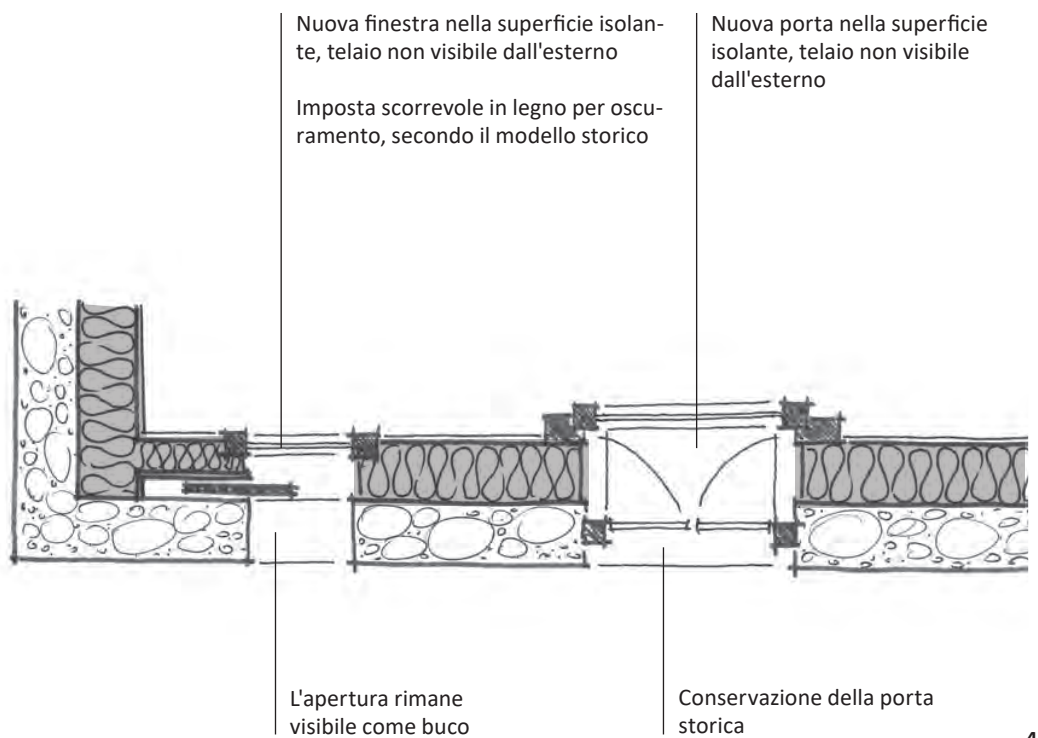 Nuova finestra nella superficie isolan-
te, telaio non visibile dall'esterno
Imposta scorrevole in legno per oscu-
ramento, secondo il modello storico
Nuova porta nella superficie
isolante, telaio non visibile
dall'esterno
L'apertura rimane
visibile come buco
Conservazione della porta
storica